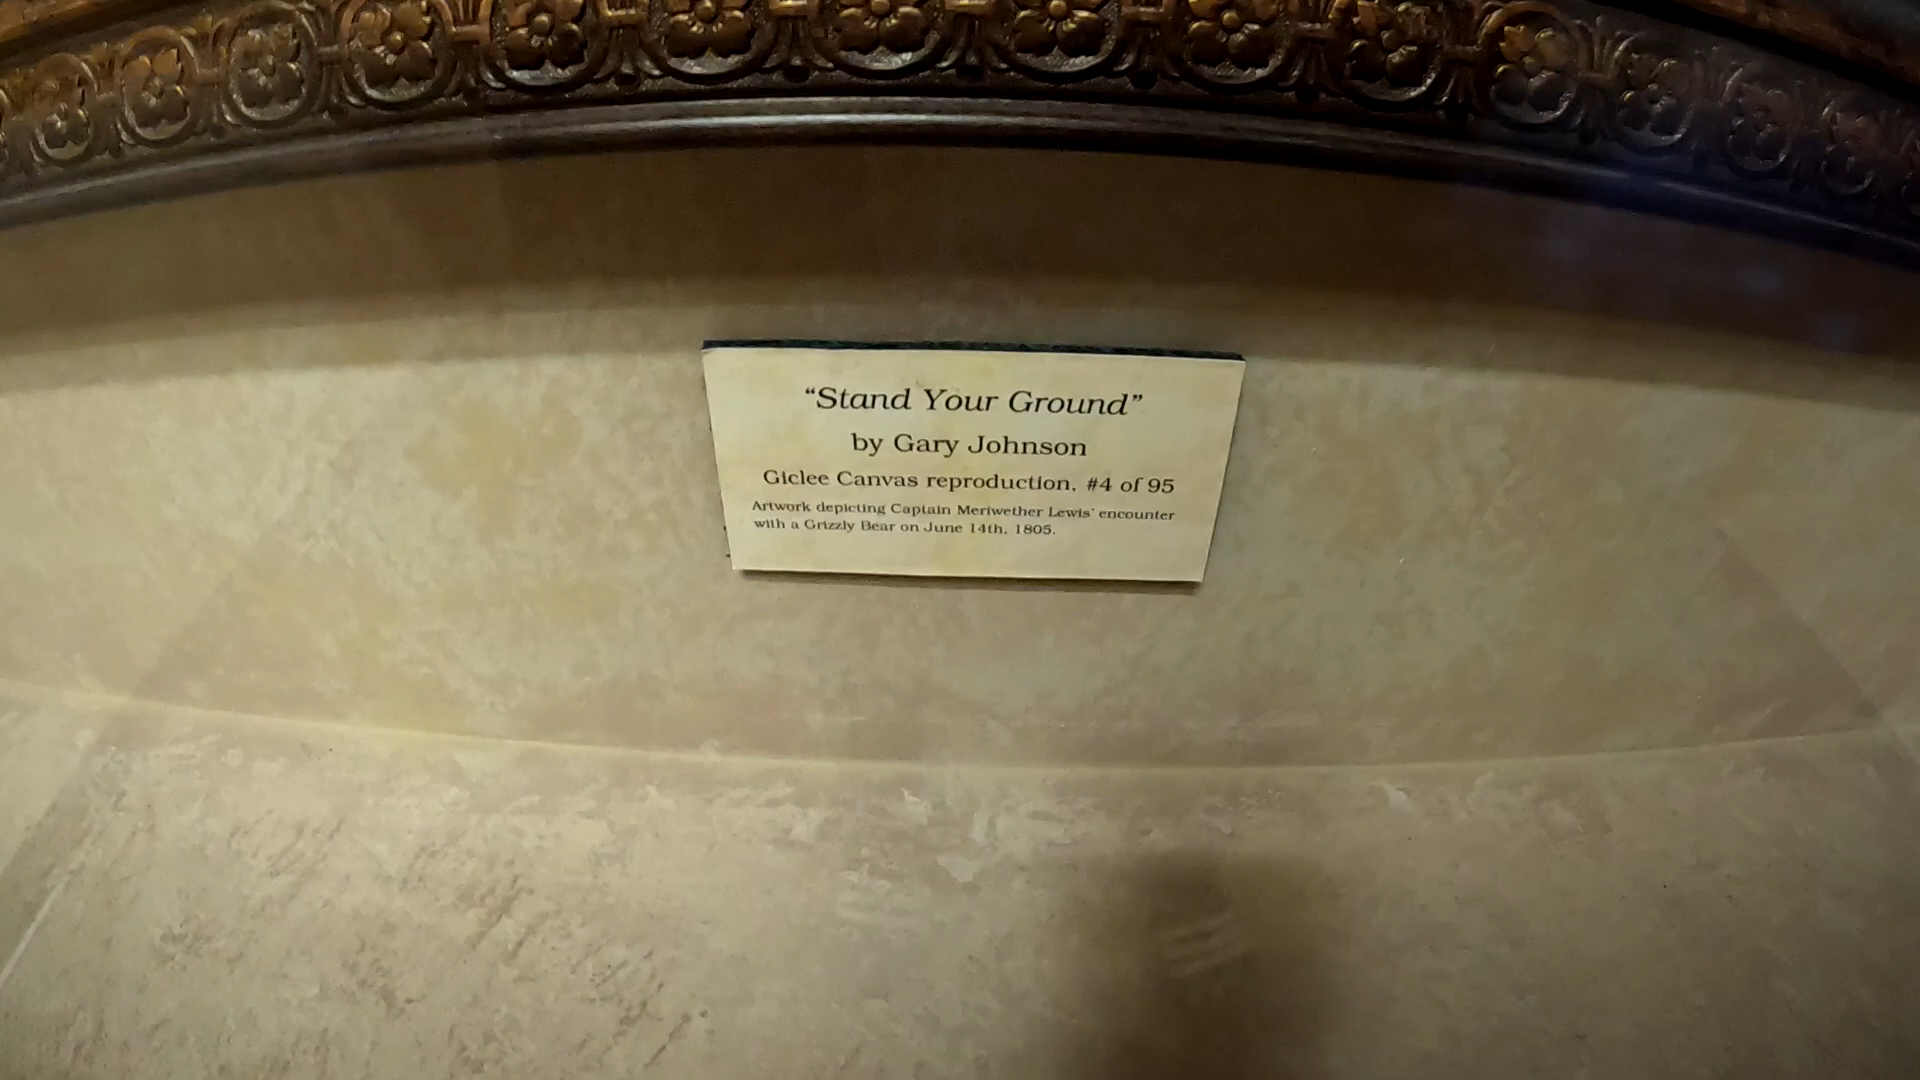 “Stand Your Ground”
by Gary Johnson
Giclee Canvas reproduction, #4 of 95
Artwork depicting Captain Meriwether Lewis' encounter
with a Grizzly Bear on June 14th, 1805.